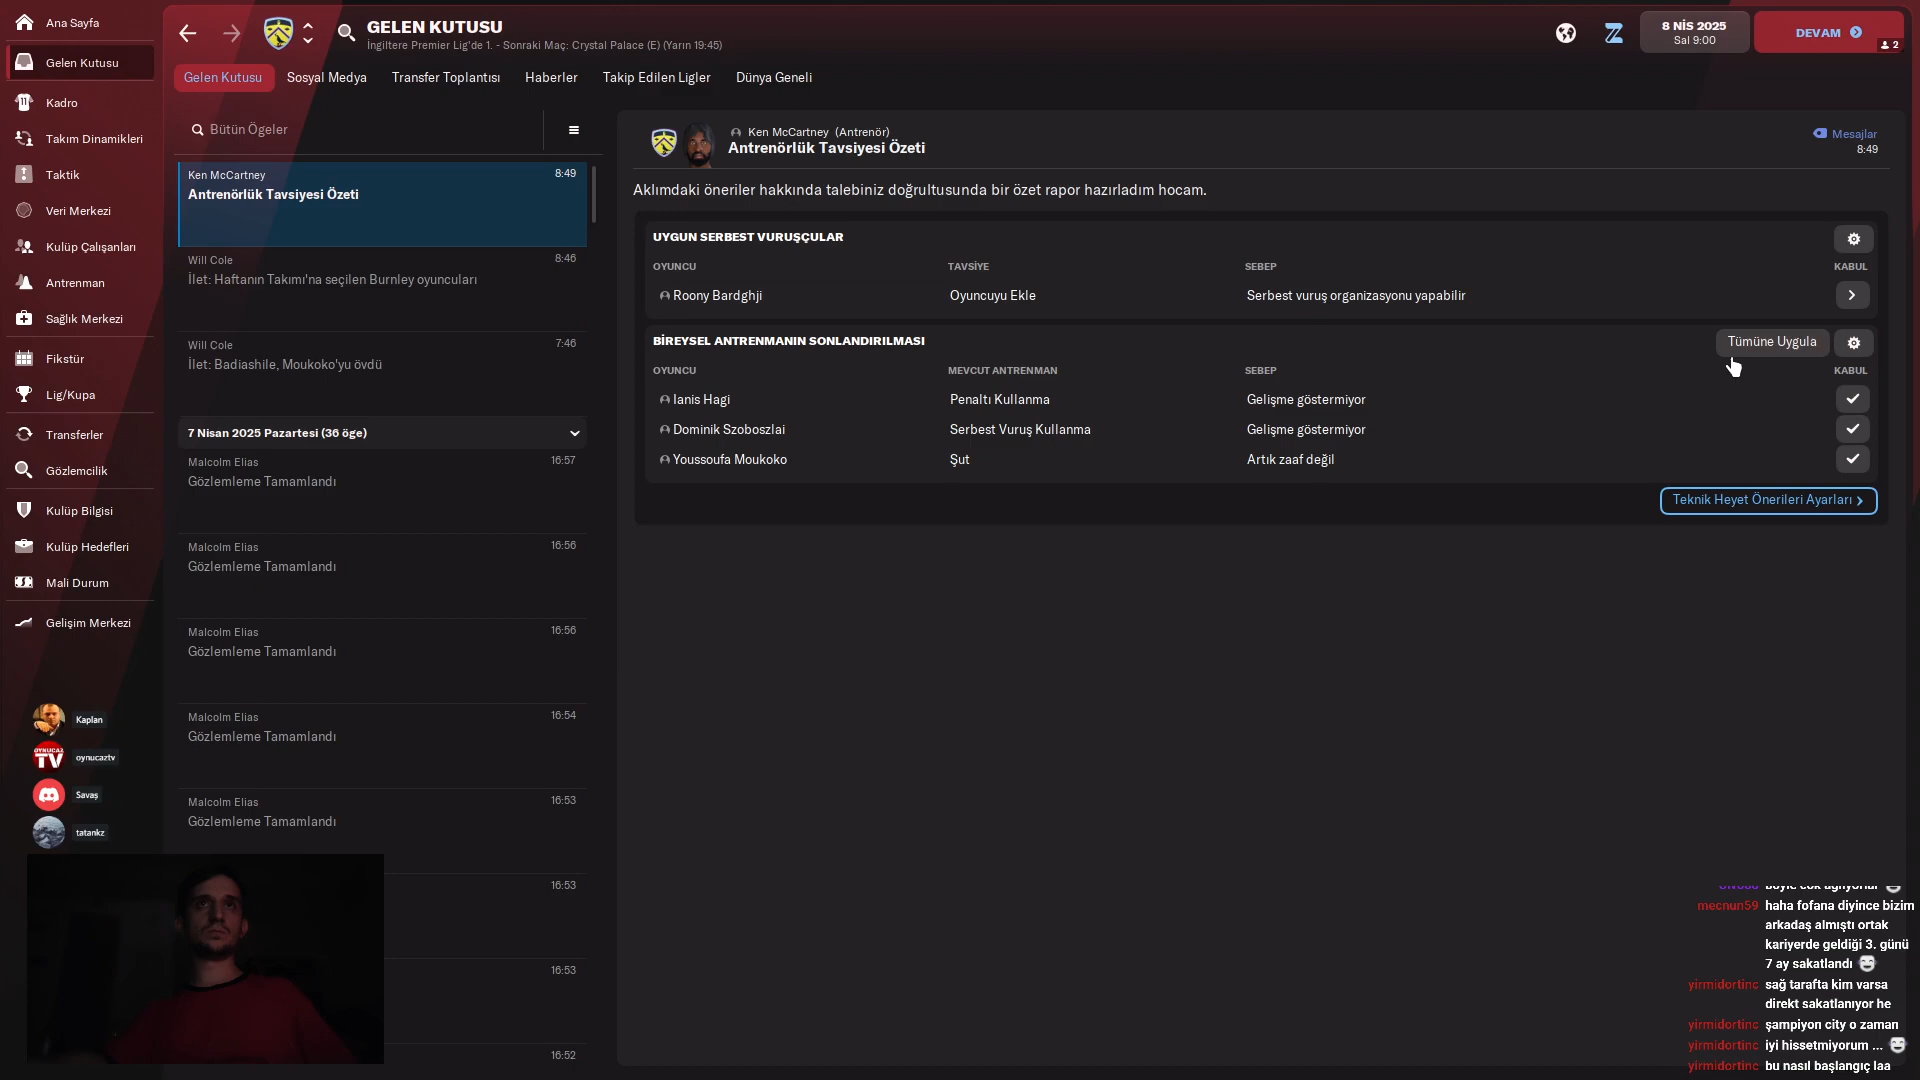 Ana Sayfa
Gelen Kutusu
Kadro
Takım Dinamikleri
Taktik
Veri Merkezi
Kulüp Çalışanları
Antrenman
Sağlık Merkezi
Fikstür
Lig/Kupa
Transferler
Gözlemcilik
Kulüp Bilgisi
Kulüp Hedefleri
Mali Durum
Gelişim Merkezi
Kaplan
OYNUCAZ TV
oynucaztv
Savaş
tatankz
GELEN KUTUSU
İngiltere Premier Lig'de 1. - Sonraki Maç: Crystal Palace (E) (Yarın 19:45)
8 NİS 2025
Sal 9:00
DEVAM
2
Gelen Kutusu
Sosyal Medya
Transfer Toplantısı
Haberler
Takip Edilen Ligler
Dünya Geneli
Bütün Ögeler
Ken McCartney 8:49
Antrenörlük Tavsiyesi Özeti
Will Cole 8:46
İlet: Haftanın Takımı'na seçilen Burnley oyuncuları
Will Cole 7:46
İlet: Badiashile, Moukoko'yu övdü
7 Nisan 2025 Pazartesi (36 öge)
Malcolm Elias 16:57
Gözlemleme Tamamlandı
Malcolm Elias 16:56
Gözlemleme Tamamlandı
Malcolm Elias 16:56
Gözlemleme Tamamlandı
Malcolm Elias 16:54
Gözlemleme Tamamlandı
Malcolm Elias 16:53
Gözlemleme Tamamlandı
16:53
16:53
16:52
Ken McCartney (Antrenör)
Antrenörlük Tavsiyesi Özeti
Mesajlar
8:49
Aklımdaki öneriler hakkında talebiniz doğrultusunda bir özet rapor hazırladım hocam.
UYGUN SERBEST VURUŞÇULAR
OYUNCU TAVSİYE SEBEP KABUL
Roony Bardghji Oyuncuyu Ekle Serbest vuruş organizasyonu yapabilir
BİREYSEL ANTRENMANIN SONLANDIRILMASI
Tümüne Uygula
OYUNCU MEVCUT ANTRENMAN SEBEP KABUL
Ianis Hagi Penaltı Kullanma Gelişme göstermiyor
Dominik Szoboszlai Serbest Vuruş Kullanma Gelişme göstermiyor
Youssoufa Moukoko Şut Artık zaaf değil
Teknik Heyet Önerileri Ayarları
mecnun59 haha fofana diyince bizim
arkadaş almıştı ortak
kariyerde geldiği 3. günü
7 ay sakatlandı
yirmidortinc sağ tarafta kim varsa
direkt sakatlanıyor he
yirmidortinc şampiyon city o zaman
yirmidortinc iyi hissetmiyorum ...
yirmidortinc bu nasıl başlangıç laa